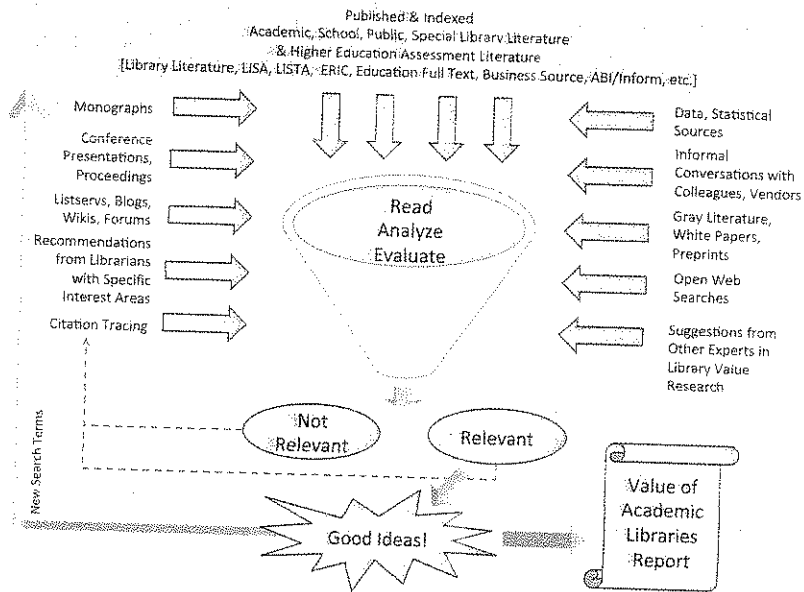 Published & Indexed
Academic, School, Public, Special Library Literature
& Higher Education Assessment Literature
[Library Literature, LISA, LISTA, ERIC, Education Full Text, Business Source, ABI/Inform, etc.]
Monographs
Conference
Presentations,
Proceedings
Listservs, Blogs,
Wikis, Forums
Recommendations
from Librarians
with Specific
Interest Areas
Citation Tracing
Read
Analyze
Evaluate
Data, Statistical
Sources
Informal
Conversations with
Colleagues, Vendors
Gray Literature,
White Papers,
Preprints
Open Web
Searches
Suggestions from
Other Experts in
Library Value
Research
Not
Relevant
Relevant
New Search Terms
Good Ideas!
Value of
Academic
Libraries
Report